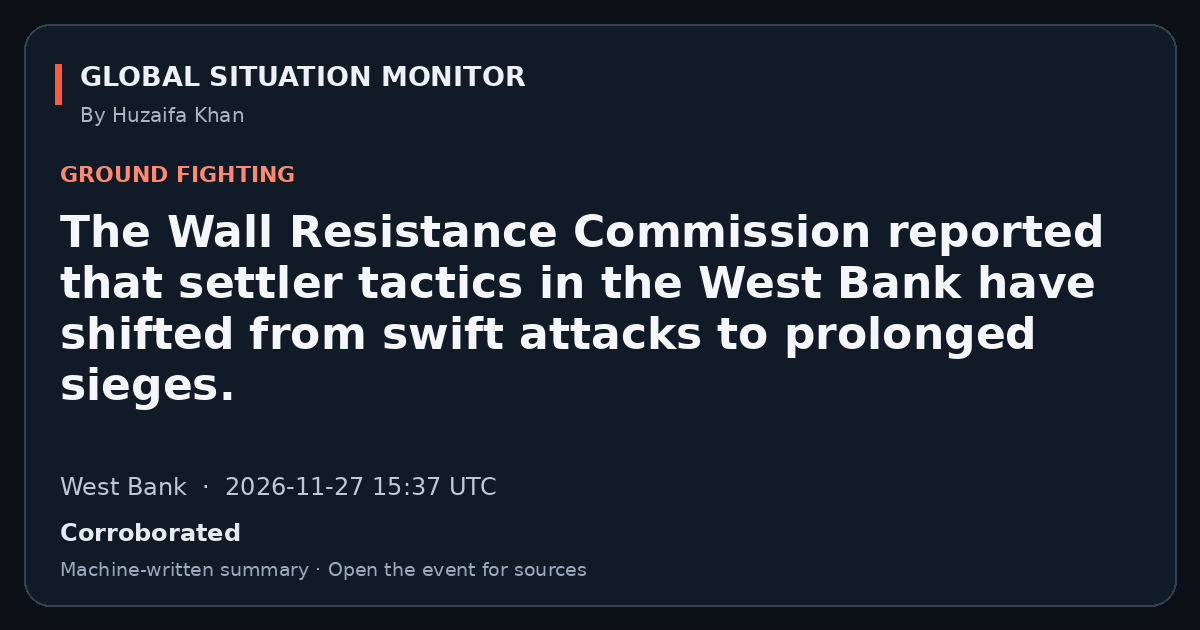 GLOBAL SITUATION MONITOR
By Huzaifa Khan
GROUND FIGHTING
The Wall Resistance Commission reported
that settler tactics in the West Bank have
shifted from swift attacks to prolonged
sieges.
West Bank · 2026-11-27 15:37 UTC
Corroborated
Machine-written summary · Open the event for sources